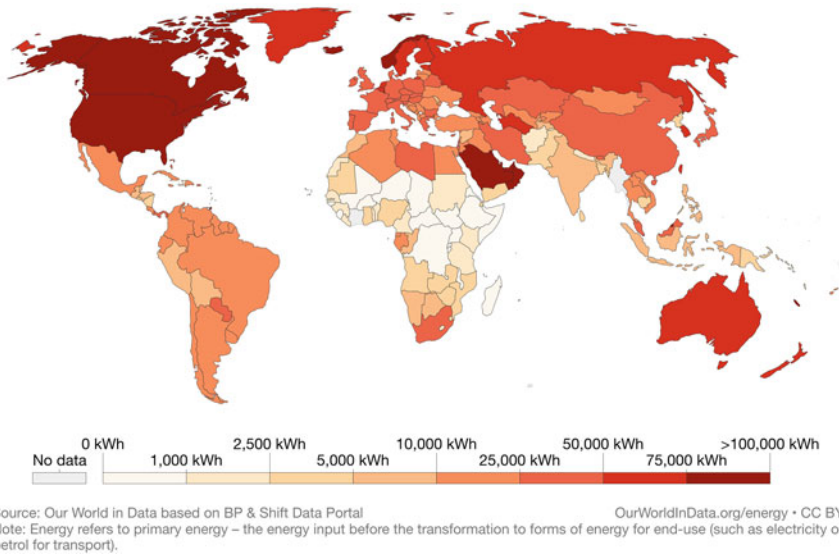 0 kWh 2,500 kWh 10,000 kWh 50,000 kWh >100,000 kWh
No data 1,000 kWh 5,000 kWh 25,000 kWh 75,000 kWh
Source: Our World in Data based on BP & Shift Data Portal OurWorldInData.org/energy • CC BY
Note: Energy refers to primary energy – the energy input before the transformation to forms of energy for end-use (such as electricity o
petrol for transport).